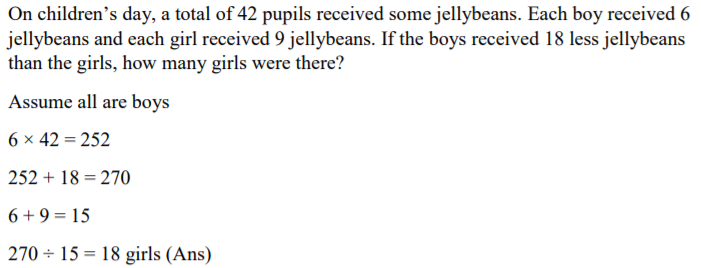 On children’s day, a total of 42 pupils received some jellybeans. Each boy received 6
jellybeans and each girl received 9 jellybeans. If the boys received 18 less jellybeans
than the girls, how many girls were there?
Assume all are boys
6 × 42 = 252
252 + 18 = 270
6 + 9 = 15
270 ÷ 15 = 18 girls (Ans)